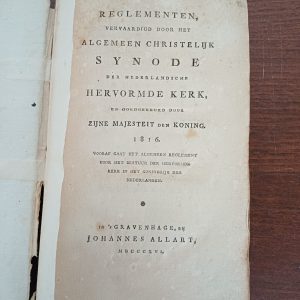 REGLEMENTEN,
VERVAARDIGD DOOR HET
ALGEMEEN CHRISTELIJK
SYNODE
DER NEDERLANDSCHE
HERVORMDE KERK,
EN GOEDGEKEURD DOOR
ZIJNE MAJESTEIT DEN KONING.
1816.
VOORAF GAAT HET ALGEMEEN REGLEMENT
VOOR HET BESTUUR DER HERVORMDE
KERK IN HET KONINGRIJK DER
NEDERLANDEN.
IN 'sGRAVENHAGE, BIJ
JOHANNES ALLART,
MDCCCXVI.